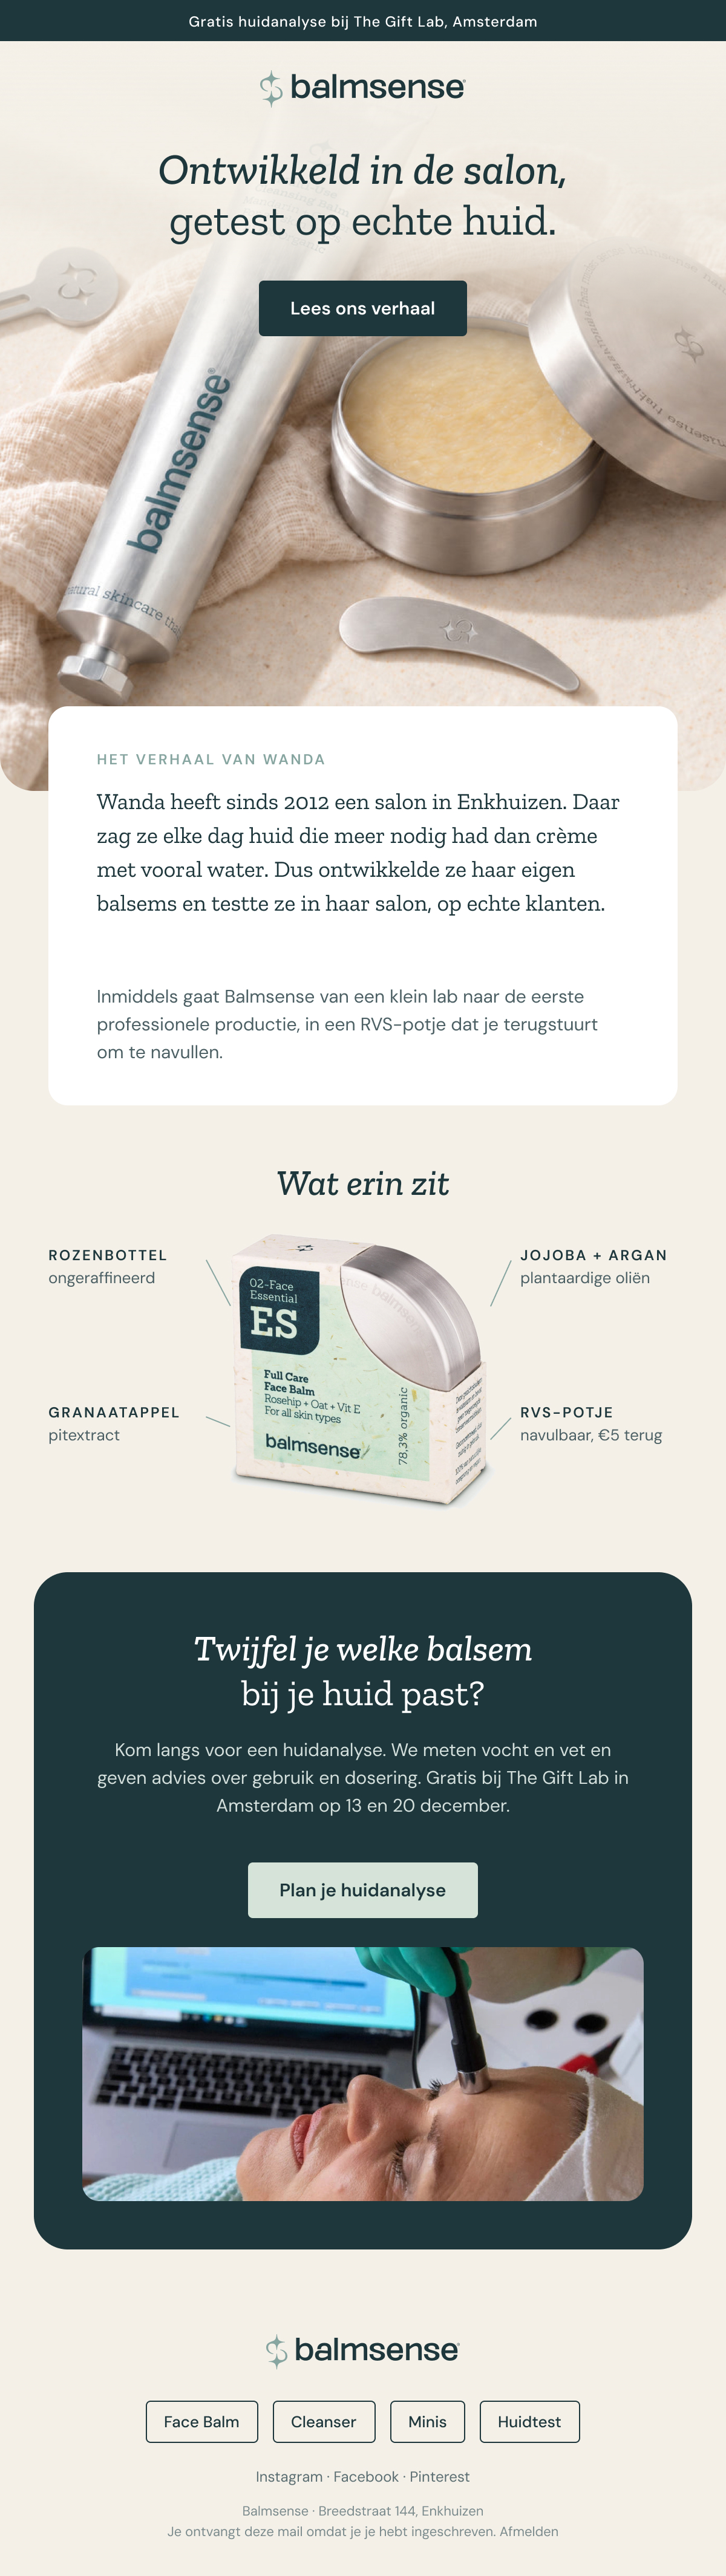 Gratis huidanalyse bij The Gift Lab, Amsterdam
balmsense
Ontwikkeld in de salon,
getest op echte huid.
Lees ons verhaal
balmsense
natural skincare
HET VERHAAL VAN WANDA
Wanda heeft sinds 2012 een salon in Enkhuizen. Daar
zag ze elke dag huid die meer nodig had dan crème
met vooral water. Dus ontwikkelde ze haar eigen
balsems en testte ze in haar salon, op echte klanten.
Inmiddels gaat Balmsense van een klein lab naar de eerste
professionele productie, in een RVS-potje dat je terugstuurt
om te navullen.
Wat erin zit
ROZENBOTTEL
ongeraffineerd
JOJOBA + ARGAN
plantaardige oliën
GRANAATAPPEL
pitextract
RVS-POTJE
navulbaar, €5 terug
02-Face
Essential
ES
Full Care
Face Balm
Rosehip + Oat + Vit E
For all skin types
balmsense
78,3% organic
Twijfel je welke balsem
bij je huid past?
Kom langs voor een huidanalyse. We meten vocht en vet en
geven advies over gebruik en dosering. Gratis bij The Gift Lab in
Amsterdam op 13 en 20 december.
Plan je huidanalyse
balmsense
Face Balm
Cleanser
Minis
Huidtest
Instagram · Facebook · Pinterest
Balmsense · Breedstraat 144, Enkhuizen
Je ontvangt deze mail omdat je je hebt ingeschreven. Afmelden